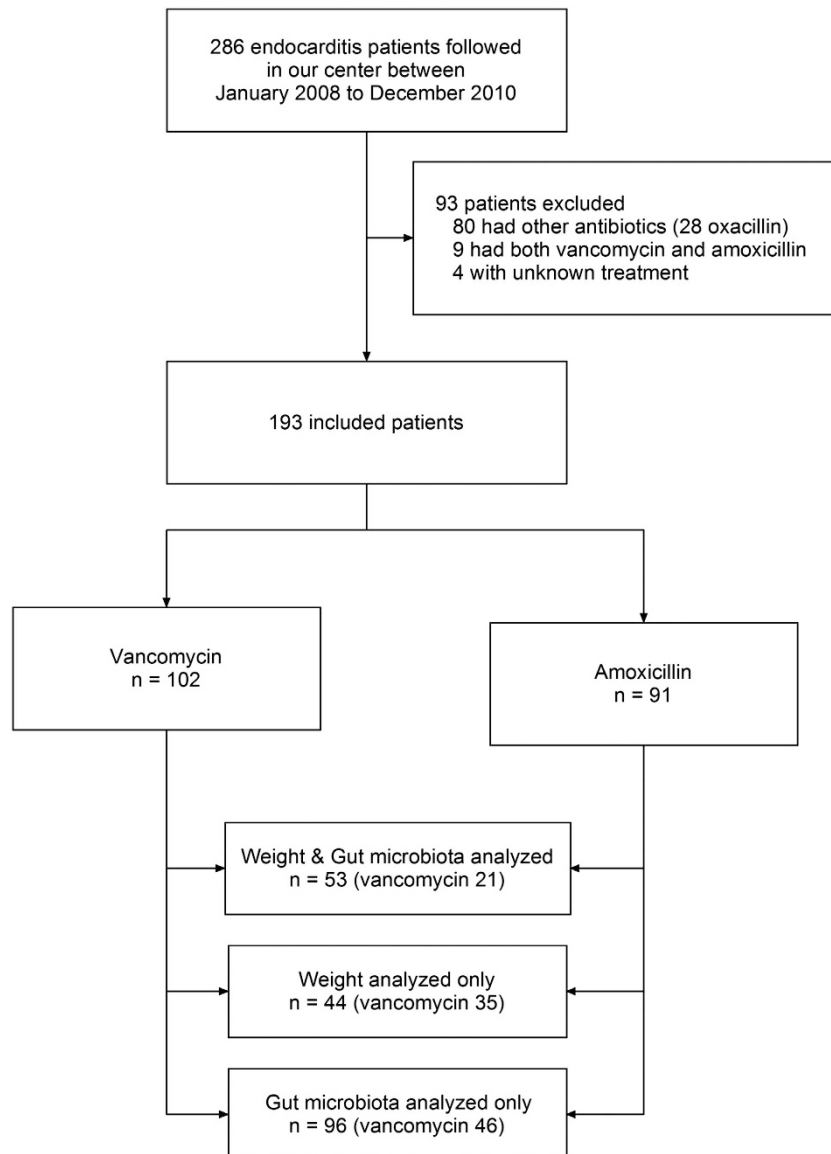 286 endocarditis patients followed
in our center between
January 2008 to December 2010
93 patients excluded
80 had other antibiotics (28 oxacillin)
9 had both vancomycin and amoxicillin
4 with unknown treatment
193 included patients
Vancomycin
n = 102
Amoxicillin
n = 91
Weight & Gut microbiota analyzed
n = 53 (vancomycin 21)
Weight analyzed only
n = 44 (vancomycin 35)
Gut microbiota analyzed only
n = 96 (vancomycin 46)